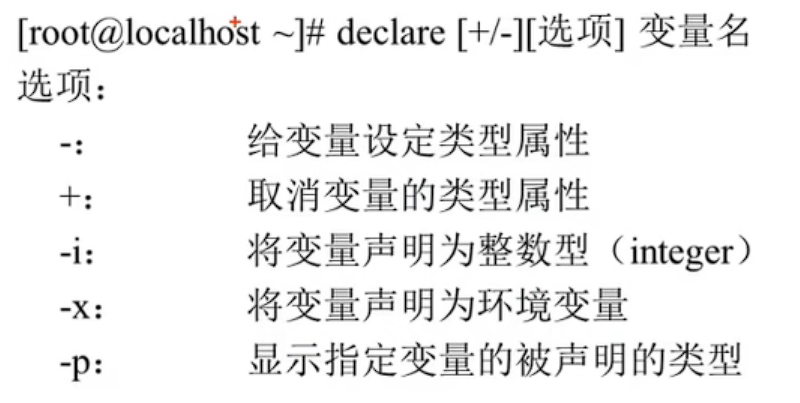 [root@localhost ~]# declare [+/-][选项] 变量名
选项：
-： 给变量设定类型属性
+： 取消变量的类型属性
-i： 将变量声明为整数型（integer）
-x： 将变量声明为环境变量
-p： 显示指定变量的被声明的类型